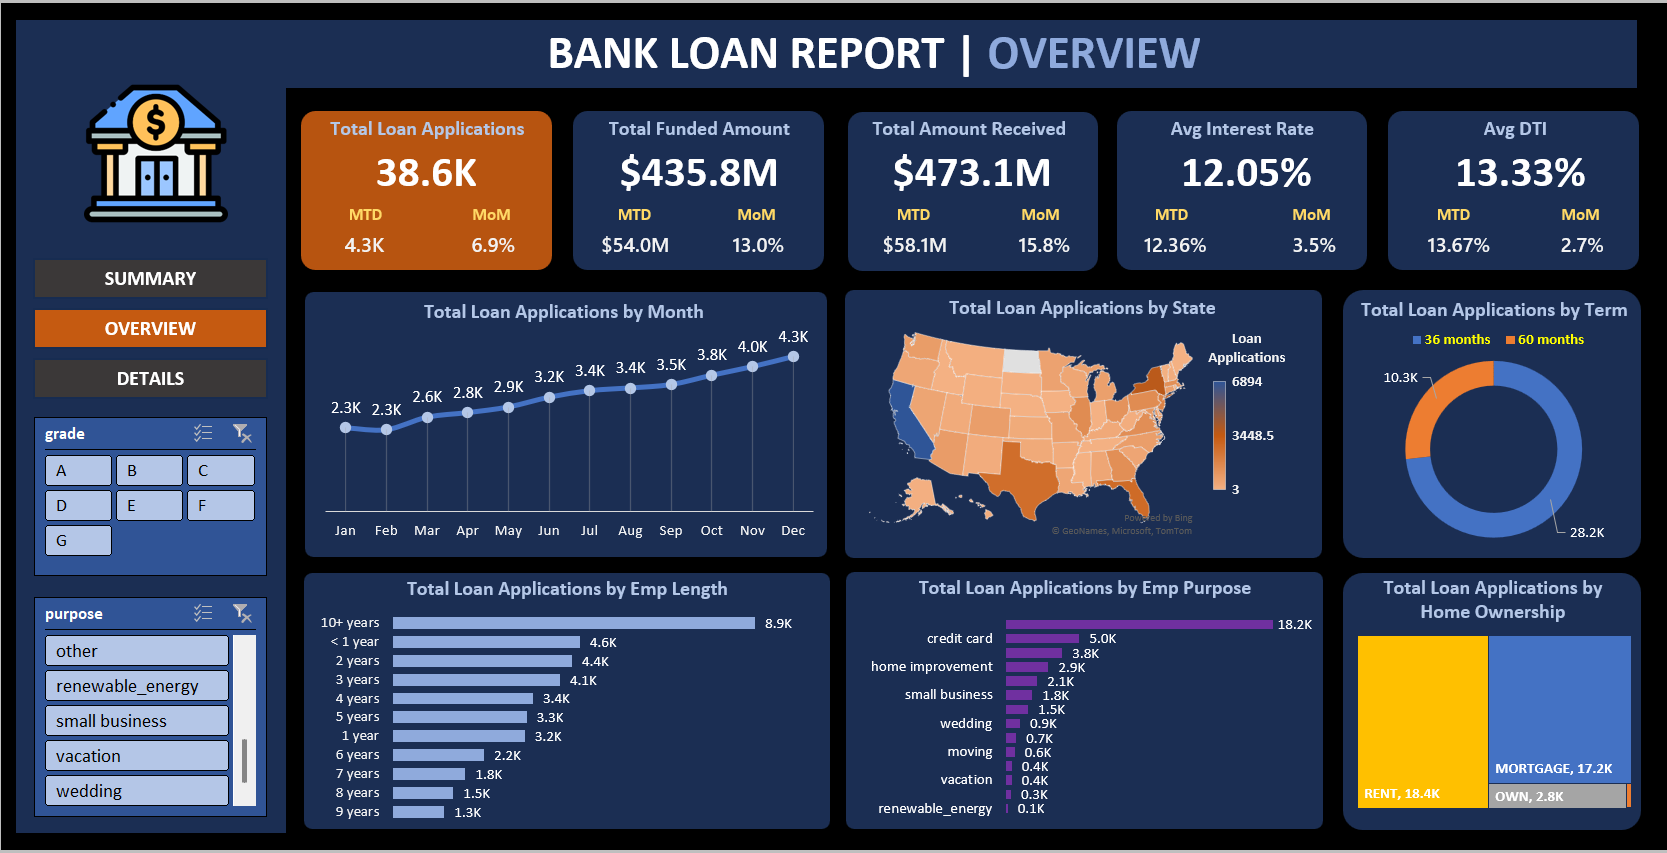 BANK LOAN REPORT | OVERVIEW
$
SUMMARY
OVERVIEW
DETAILS
grade
A
B
C
D
E
F
G
purpose
other
renewable_energy
small business
vacation
wedding
Total Loan Applications
38.6K
MTD MoM
4.3K 6.9%
Total Funded Amount
$435.8M
MTD MoM
$54.0M 13.0%
Total Amount Received
$473.1M
MTD MoM
$58.1M 15.8%
Avg Interest Rate
12.05%
MTD MoM
12.36% 3.5%
Avg DTI
13.33%
MTD MoM
13.67% 2.7%
Total Loan Applications by Month
2.3K 2.3K 2.6K 2.8K 2.9K 3.2K 3.4K 3.4K 3.5K 3.8K 4.0K 4.3K
Jan Feb Mar Apr May Jun Jul Aug Sep Oct Nov Dec
Total Loan Applications by State
Loan
Applications
6894
3448.5
3
Powered by Bing
© GeoNames, Microsoft, TomTom
Total Loan Applications by Term
36 months 60 months
10.3K
28.2K
Total Loan Applications by Emp Length
10+ years 8.9K
< 1 year 4.6K
2 years 4.4K
3 years 4.1K
4 years 3.4K
5 years 3.3K
1 year 3.2K
6 years 2.2K
7 years 1.8K
8 years 1.5K
9 years 1.3K
Total Loan Applications by Emp Purpose
18.2K
credit card 5.0K
3.8K
home improvement 2.9K
2.1K
small business 1.8K
1.5K
wedding 0.9K
0.7K
moving 0.6K
0.4K
vacation 0.4K
0.3K
renewable_energy 0.1K
Total Loan Applications by
Home Ownership
MORTGAGE, 17.2K
RENT, 18.4K
OWN, 2.8K